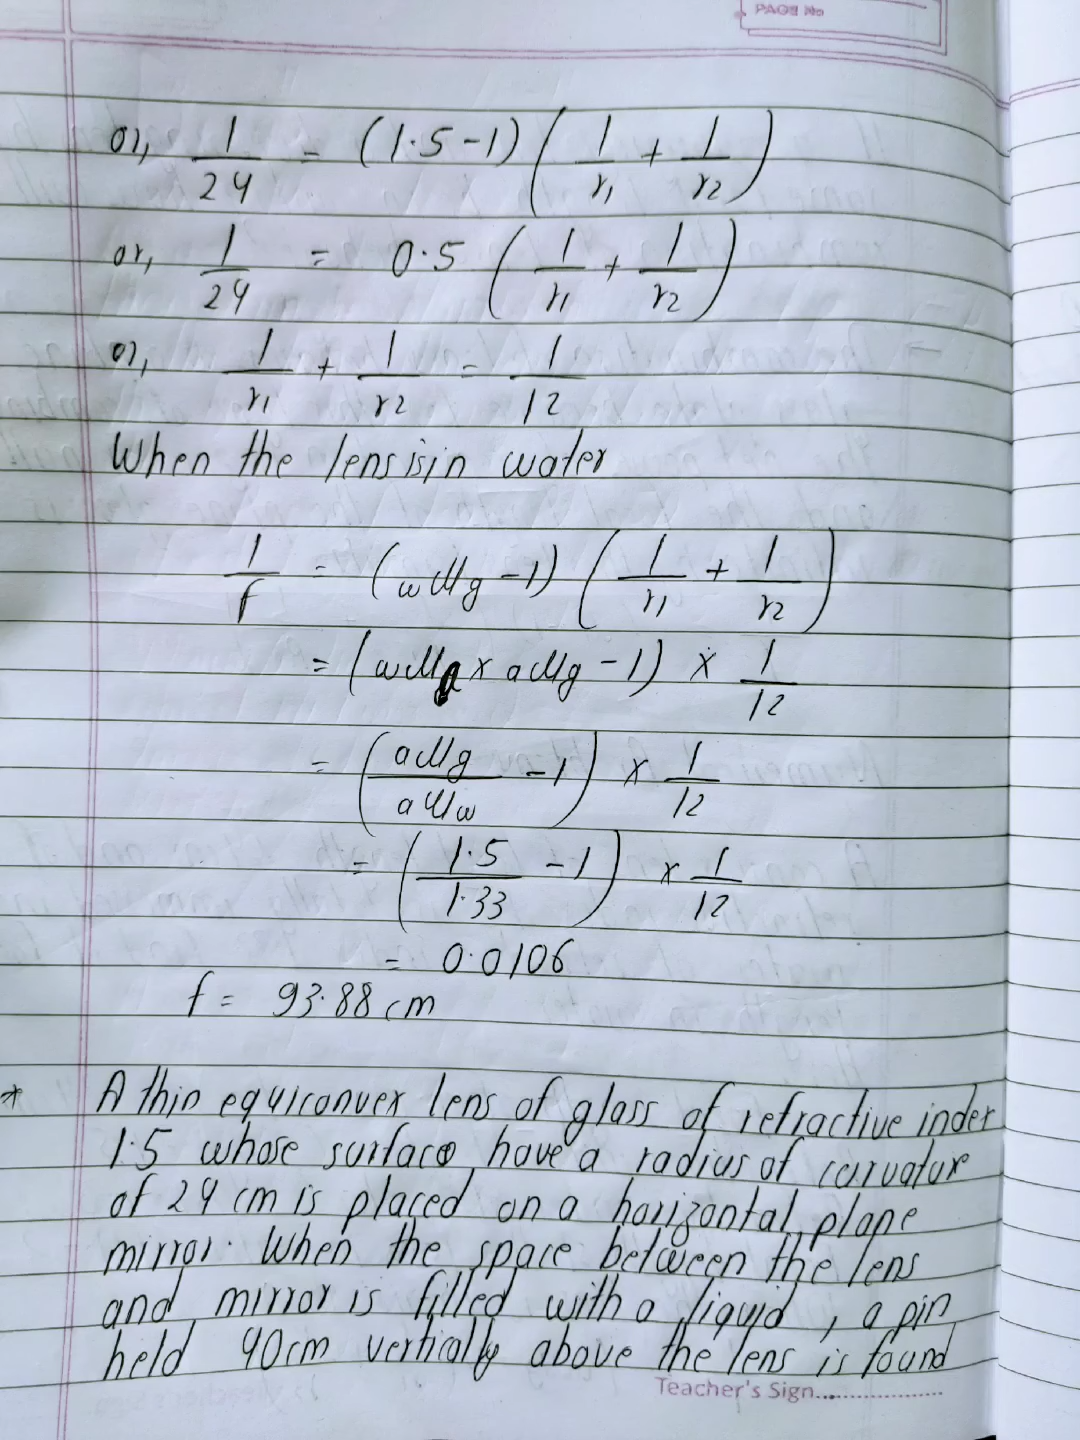 PAGE No
or, 1/24 = (1.5-1) (1/r1 + 1/r2)
or, 1/24 = 0.5 (1/r1 + 1/r2)
or, 1/r1 + 1/r2 = 1/12
When the lens is in water
1/f = (wμg -1) (1/r1 + 1/r2)
= (wμa x aμg -1) x 1/12
= (aμg/aμw -1) x 1/12
= (1.5/1.33 -1) x 1/12
= 0.0106
f = 93.88 cm
* A thin equiconvex lens of glass of refractive index
1.5 whose surface have a radius of curvatur
of 24 cm is placed on a horizontal plane
mirror. When the space between the lens
and mirror is filled with a liquid, a pin
held 40cm vertically above the lens is found
Teacher's Sign................